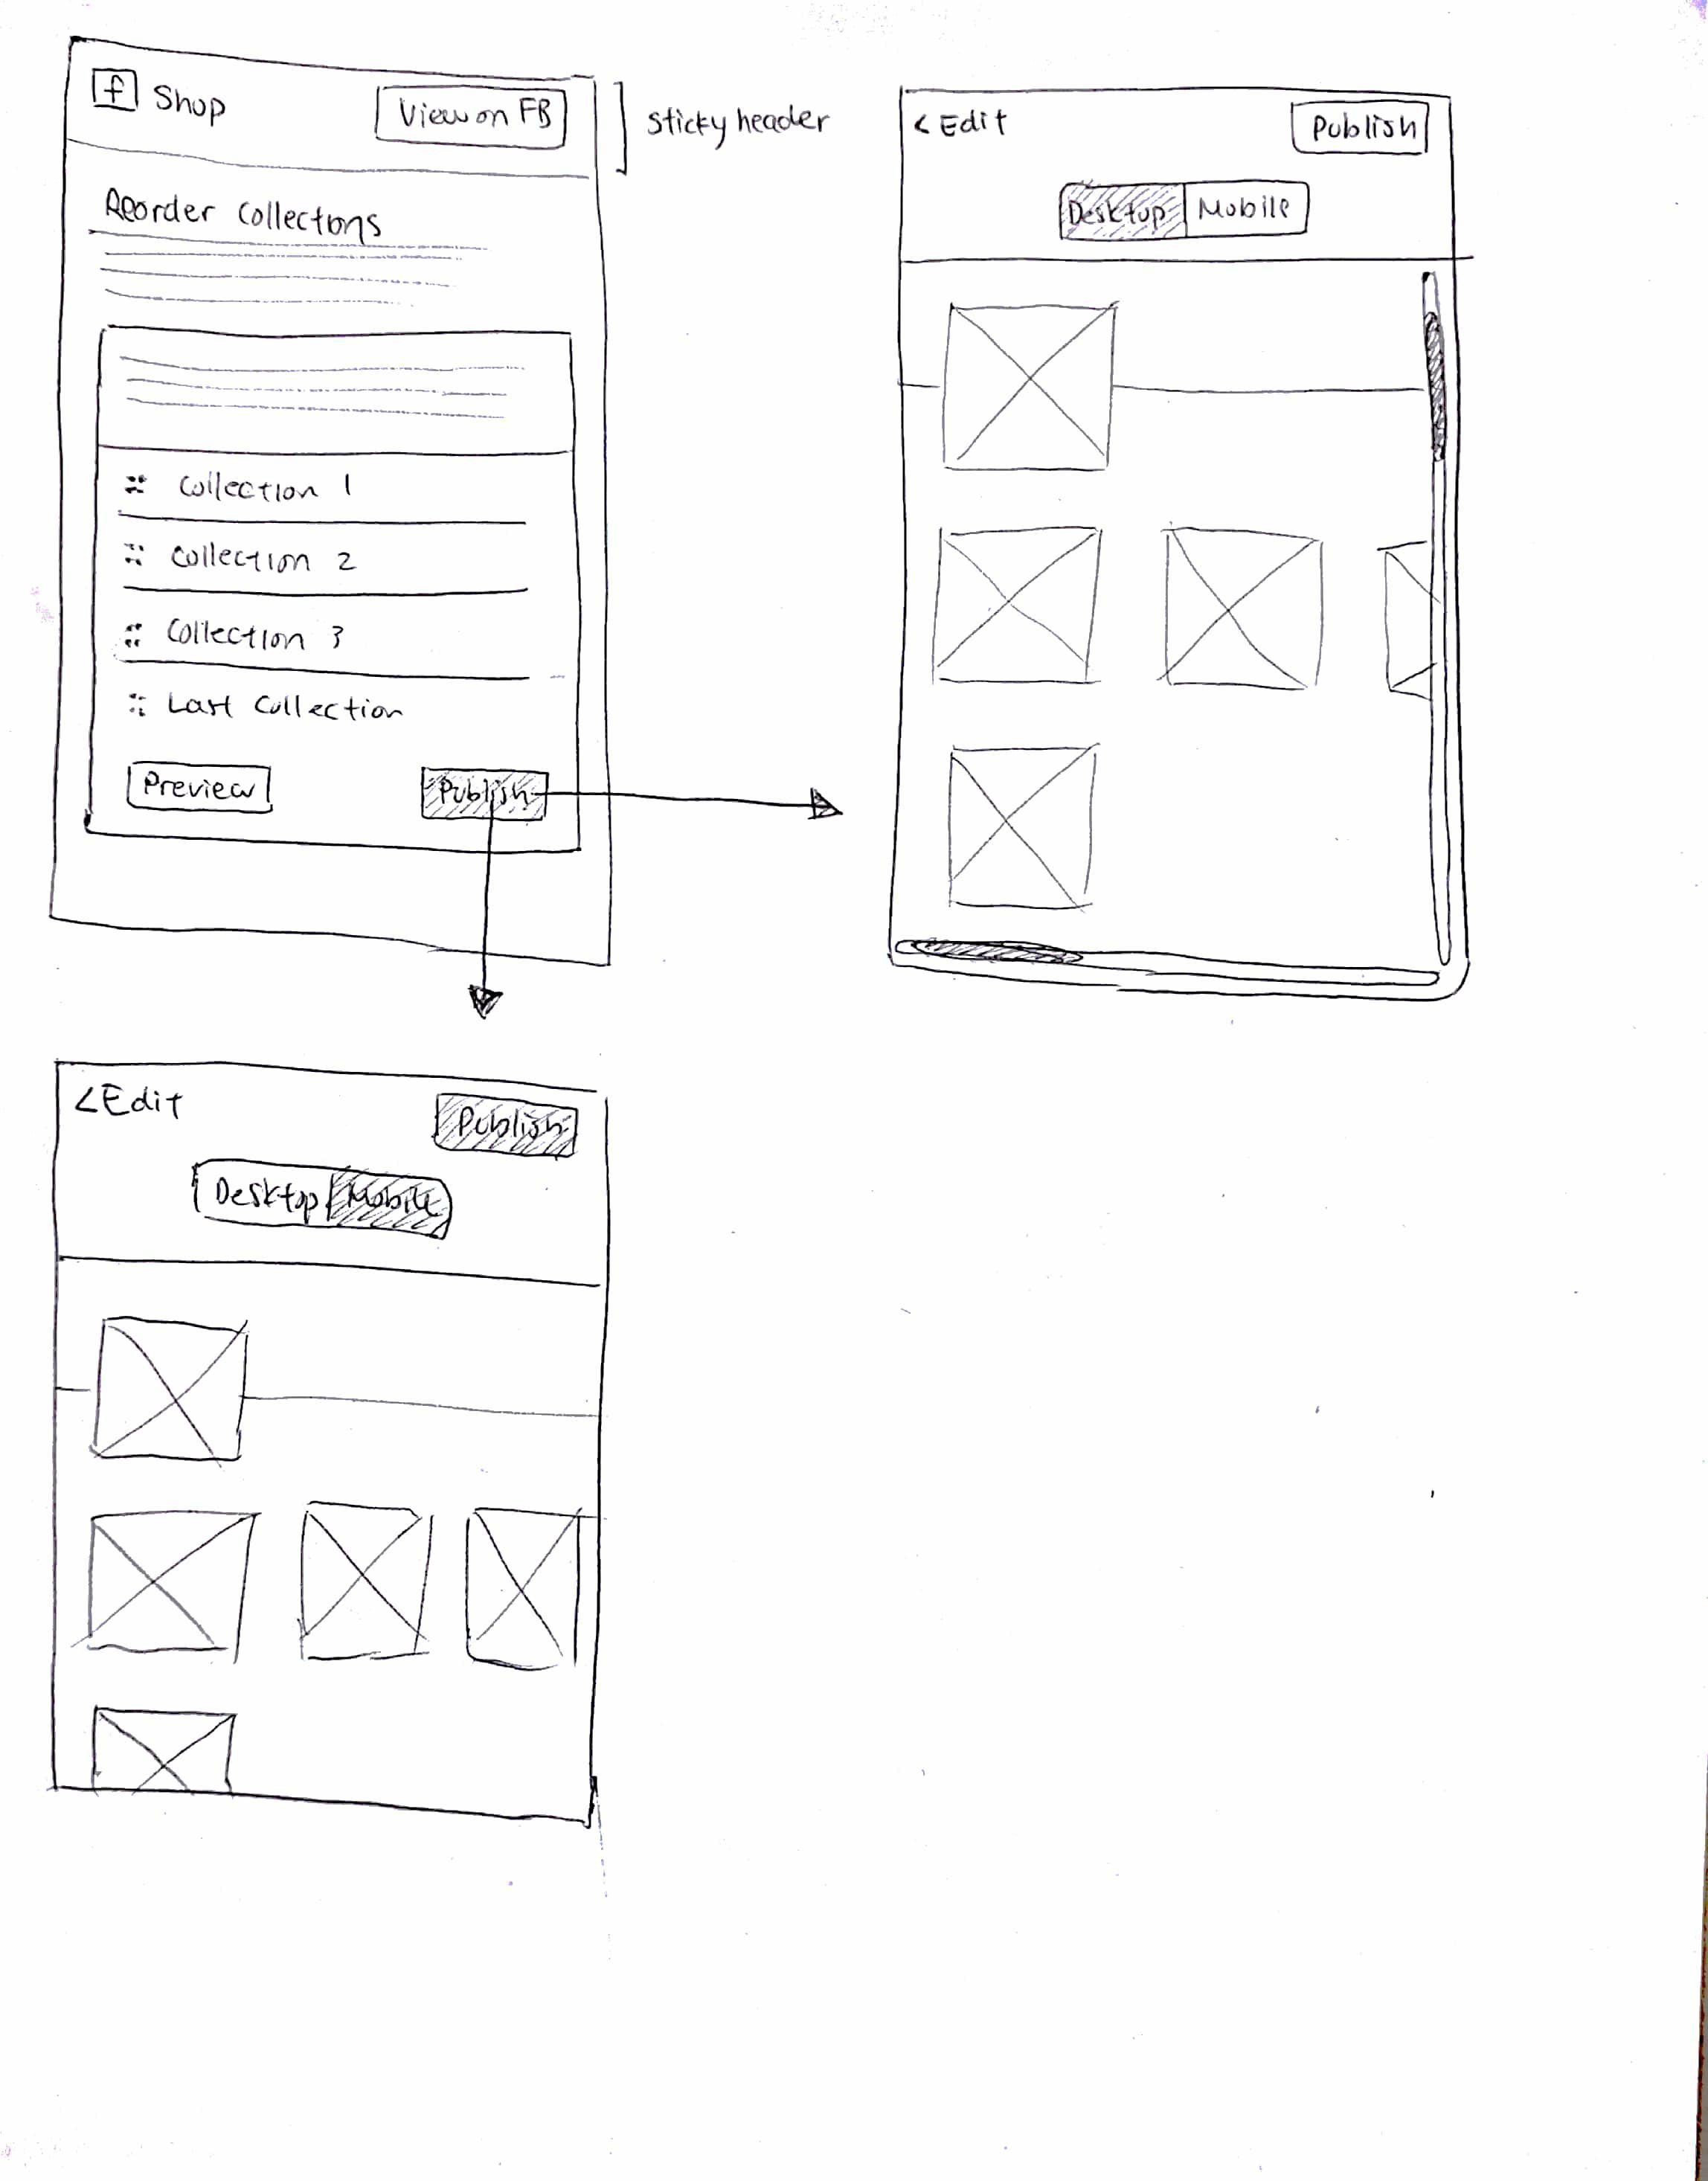 f Shop
View on FB
sticky header
Reorder Collections
Collection 1
Collection 2
Collection 3
Last Collection
Preview
Publish
< Edit
Publish
Desktop
Mobile
< Edit
Publish
Desktop
Mobile